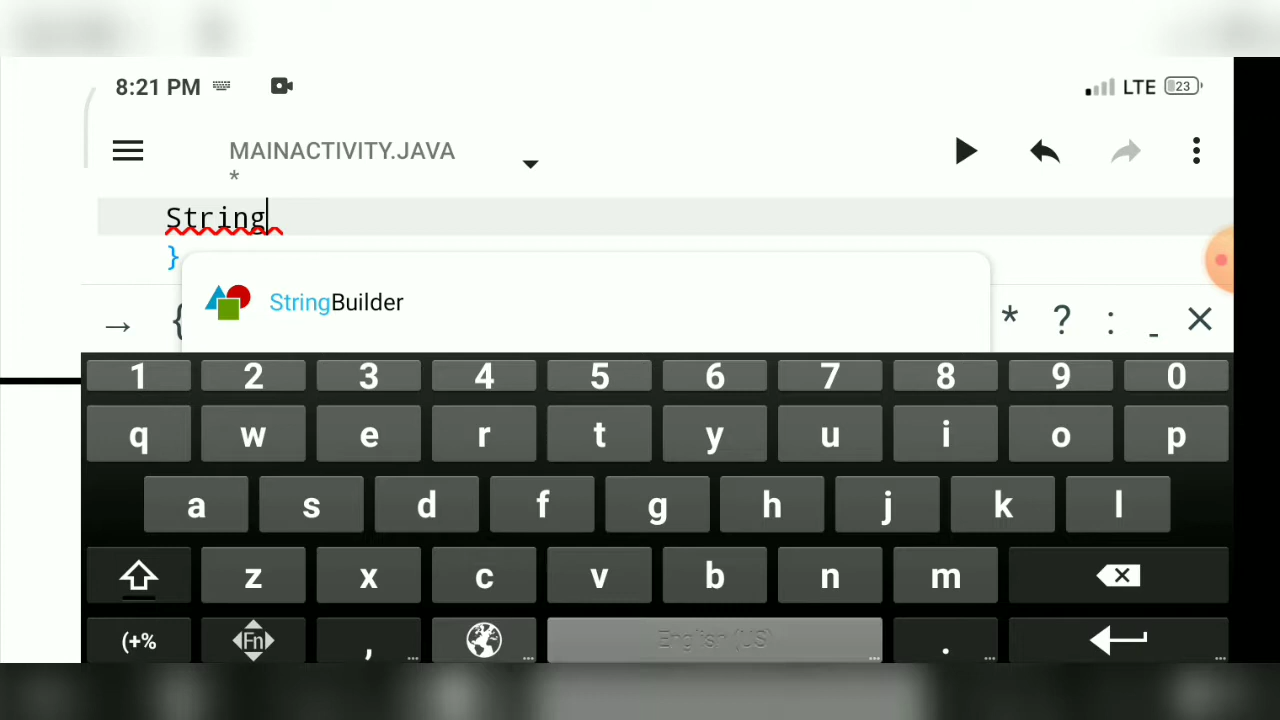 8:21 PM LTE 23
MAINACTIVITY.JAVA
*
String
}
StringBuilder
→ { * ? : _ ×
1 2 3 4 5 6 7 8 9 0
q w e r t y u i o p
a s d f g h j k l
z x c v b n m
(+% Fn , English (US) .